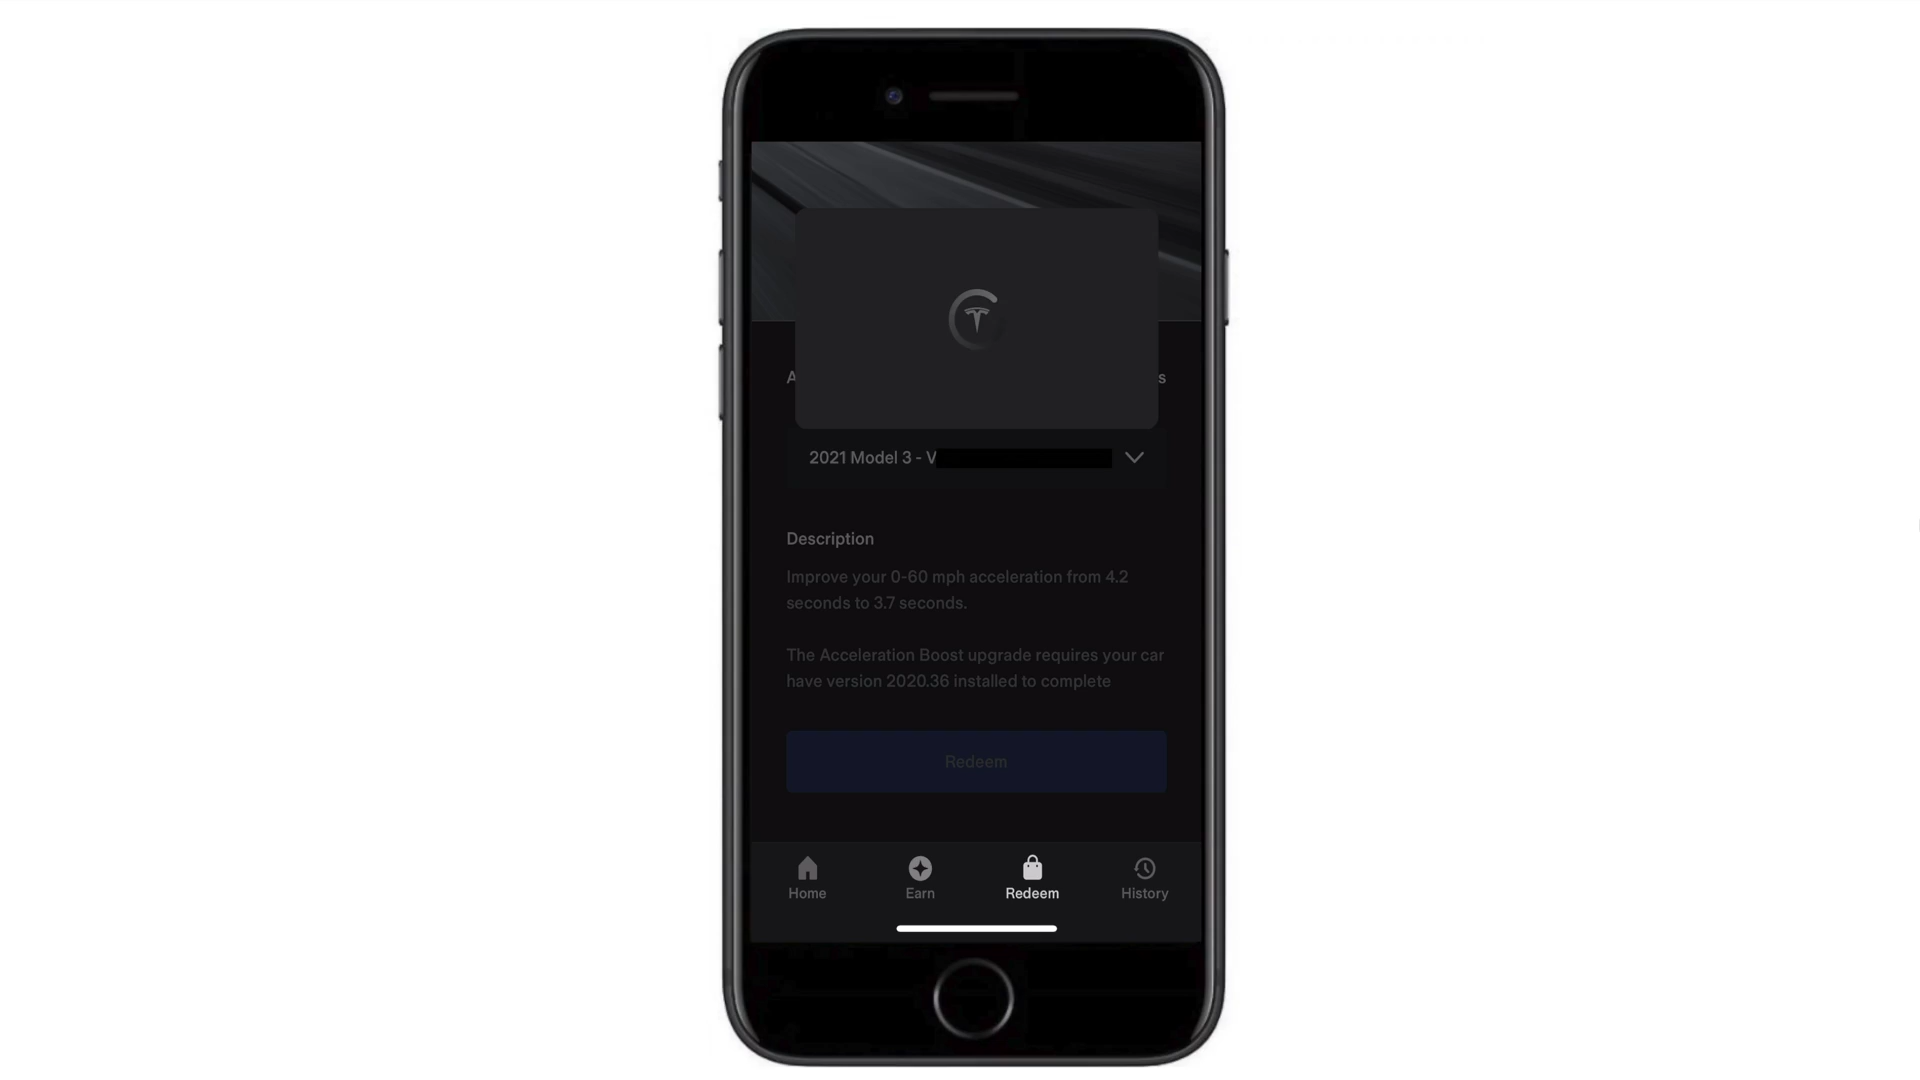 A s
2021 Model 3 - V
Description
Improve your 0-60 mph acceleration from 4.2
seconds to 3.7 seconds.
The Acceleration Boost upgrade requires your car
have version 2020.36 installed to complete
Redeem
Home Earn Redeem History